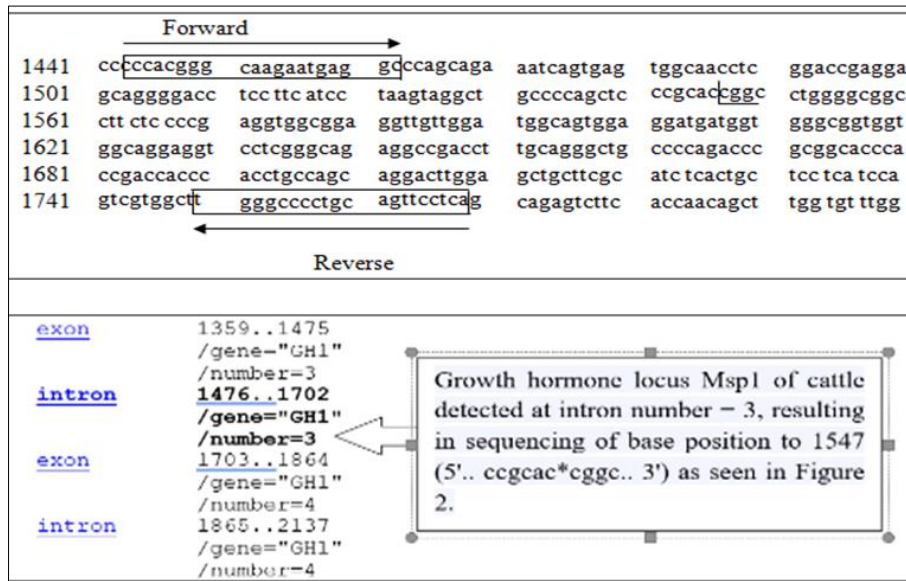 Forward
1441 cccccacggg caagaatgag gcccagcaga aatcagtgag tggcaacctc ggaccgagga
1501 gcaggggacc tcc ttc atcc taagtaggct gccccagctc ccgcaccggc ctggggcggc
1561 ctt ctc cccg aggtggcgga ggttgttgga tggcagtgga ggatgatggt gggcggtggt
1621 ggcaggaggt cctcgggcag aggccgacct tgcagggctg ccccagaccc gcggcaccca
1681 ccgaccaccc acctgccagc aggacttgga gctgcttcgc atc tcactgc tcc tca tcca
1741 gtcgtggctt gggcccctgc agttcctcag cagagtcttc accaacagct tgg tgt ttgg
Reverse
exon 1359..1475
/gene="GH1"
/number=3
intron 1476..1702
/gene="GH1"
/number=3
exon 1703..1864
/gene="GH1"
/number=4
intron 1865..2137
/gene="GH1"
/number=4
Growth hormone locus Msp1 of cattle
detected at intron number – 3, resulting
in sequencing of base position to 1547
(5'.. ccgcac*cggc.. 3') as seen in Figure
2.